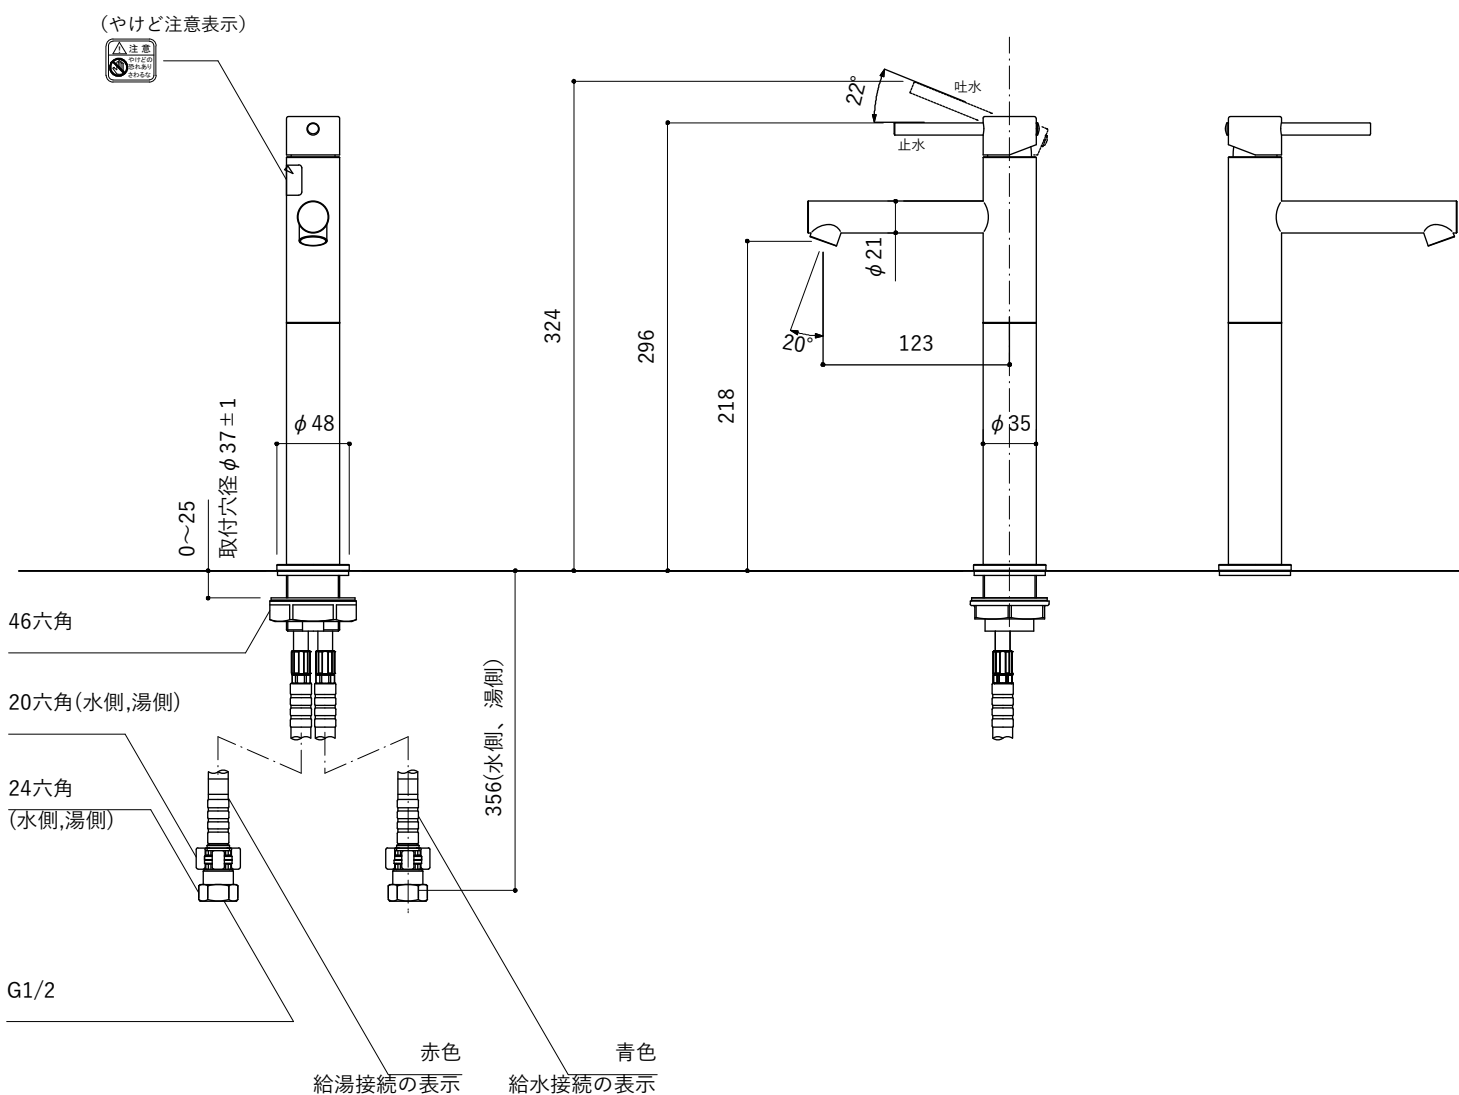 (やけど注意表示)
注意
やけどの
恐れあり
さわるな
22°
吐水
止水
φ21
20°
123
324
296
218
φ48
φ35
取付穴径φ37±1
0～25
46六角
20六角(水側,湯側)
24六角
(水側,湯側)
356(水側、湯側)
G1/2
赤色
給湯接続の表示
青色
給水接続の表示